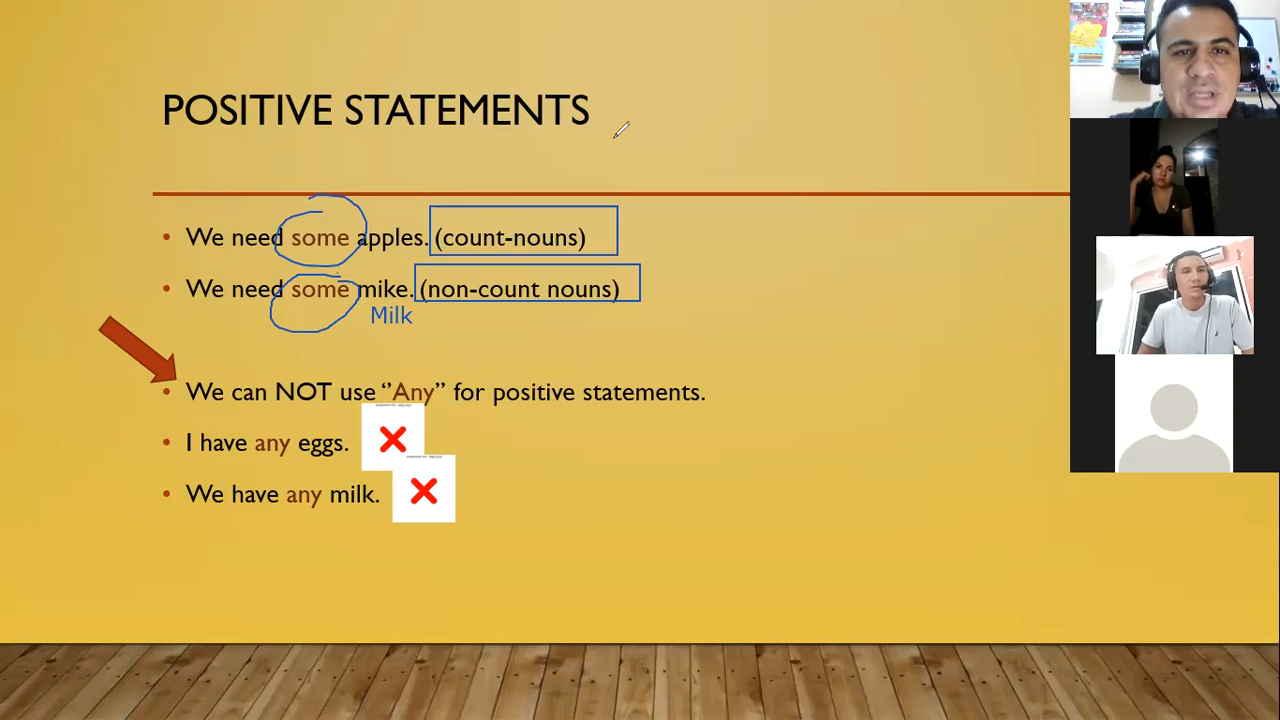 POSITIVE STATEMENTS
• We need some apples. (count-nouns)
• We need some mike. (non-count nouns)
Milk
• We can NOT use ‘’Any” for positive statements.
• I have any eggs.
• We have any milk.